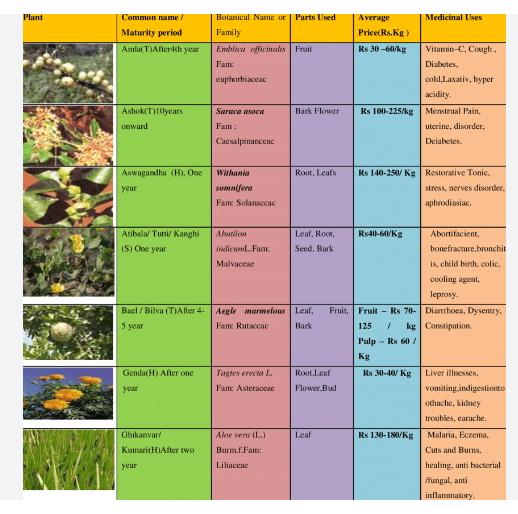 Plant
Common name /
Maturity period
Botanical Name or
Family
Parts Used
Average
Price(Rs.Kg )
Medicinal Uses
Amla(T)After4th year
Emblica officinalis
Fam:
euphorbiaceac
Fruit
Rs 30 –60/kg
Vitamin–C, Cough ,
Diabetes,
cold,Laxativ, hyper
acidity.
Ashok(T)10years
onward
Saraca asoca
Fam :
Caesalpinanceac
Bark Flower
Rs 100-225/kg
Menstrual Pain,
uterine, disorder,
Deiabetes.
Aswagandha (H), One
year
Withania
somnifera
Fam: Solanaccac
Root, Leafs
Rs 140-250/ Kg
Restorative Tonic,
stress, nerves disorder,
aphrodiasiac.
Atibala/ Tutti/ Kanghi
(S) One year
Abutilon
indicumL.Fam:
Malvaceae
Leaf, Root,
Seed, Bark
Rs40-60/Kg
Abortifacient,
bonefracture,bronchit
is, child birth, colic,
cooling agent,
leprosy.
Bael / Bilva (T)After 4-
5 year
Aegle marmelous
Fam: Rutaccac
Leaf, Fruit,
Bark
Fruit – Rs 70-
125 / kg
Pulp – Rs 60 /
Kg
Diarrhoea, Dysentry,
Constipation.
Genda(H) After one
year
Tagtes erecta L.
Fam: Asteraceae
Root,Leaf
Flower,Bud
Rs 30-40/ Kg
Liver illnesses,
vomiting,indigestionto
othache, kidney
troubles, earache.
Ghikanvar/
Kumari(H)After two
year
Aloe vera (L.)
Burm.f.Fam:
Liliaceae
Leaf
Rs 130-180/Kg
Malaria, Eczema,
Cuts and Burns,
healing, anti bacterial
/fungal, anti
inflammatory.